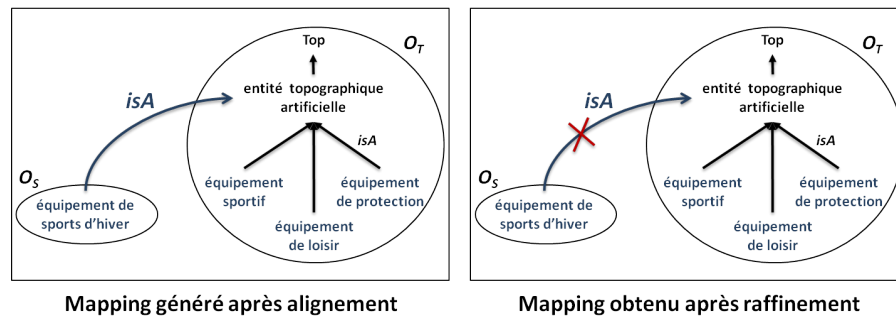 Top
O_T
isA
entité topographique
artificielle
isA
O_S
équipement de
sports d'hiver
équipement
sportif
équipement
de protection
équipement
de loisir
Mapping généré après alignement
Top
O_T
isA
entité topographique
artificielle
isA
O_S
équipement de
sports d'hiver
équipement
sportif
équipement
de protection
équipement
de loisir
Mapping obtenu après raffinement